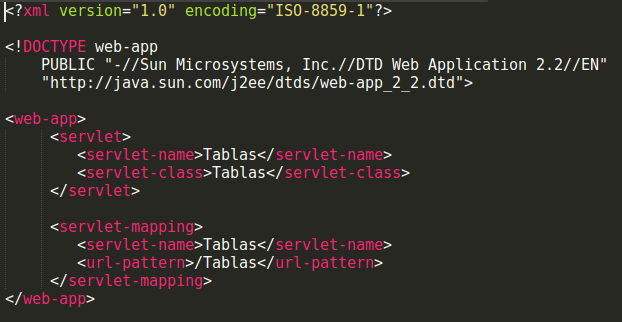 <?xml version="1.0" encoding="ISO-8859-1"?>
<!DOCTYPE web-app
PUBLIC "-//Sun Microsystems, Inc.//DTD Web Application 2.2//EN"
"http://java.sun.com/j2ee/dtds/web-app_2_2.dtd">
<web-app>
<servlet>
<servlet-name>Tablas</servlet-name>
<servlet-class>Tablas</servlet-class>
</servlet>
<servlet-mapping>
<servlet-name>Tablas</servlet-name>
<url-pattern>/Tablas</url-pattern>
</servlet-mapping>
</web-app>